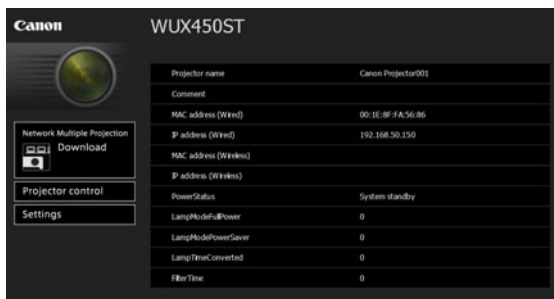 Canon
WUX450ST
Projector name Canon Projector001
Comment
MAC address (Wired) 00:1E:8F:FA:56:86
IP address (Wired) 192.168.50.150
MAC address (Wireless)
IP address (Wireless)
PowerStatus System standby
LampModeFullPower 0
LampModePowerSaver 0
LampTimeConverted 0
FilterTime 0
Network Multiple Projection
Download
Projector control
Settings